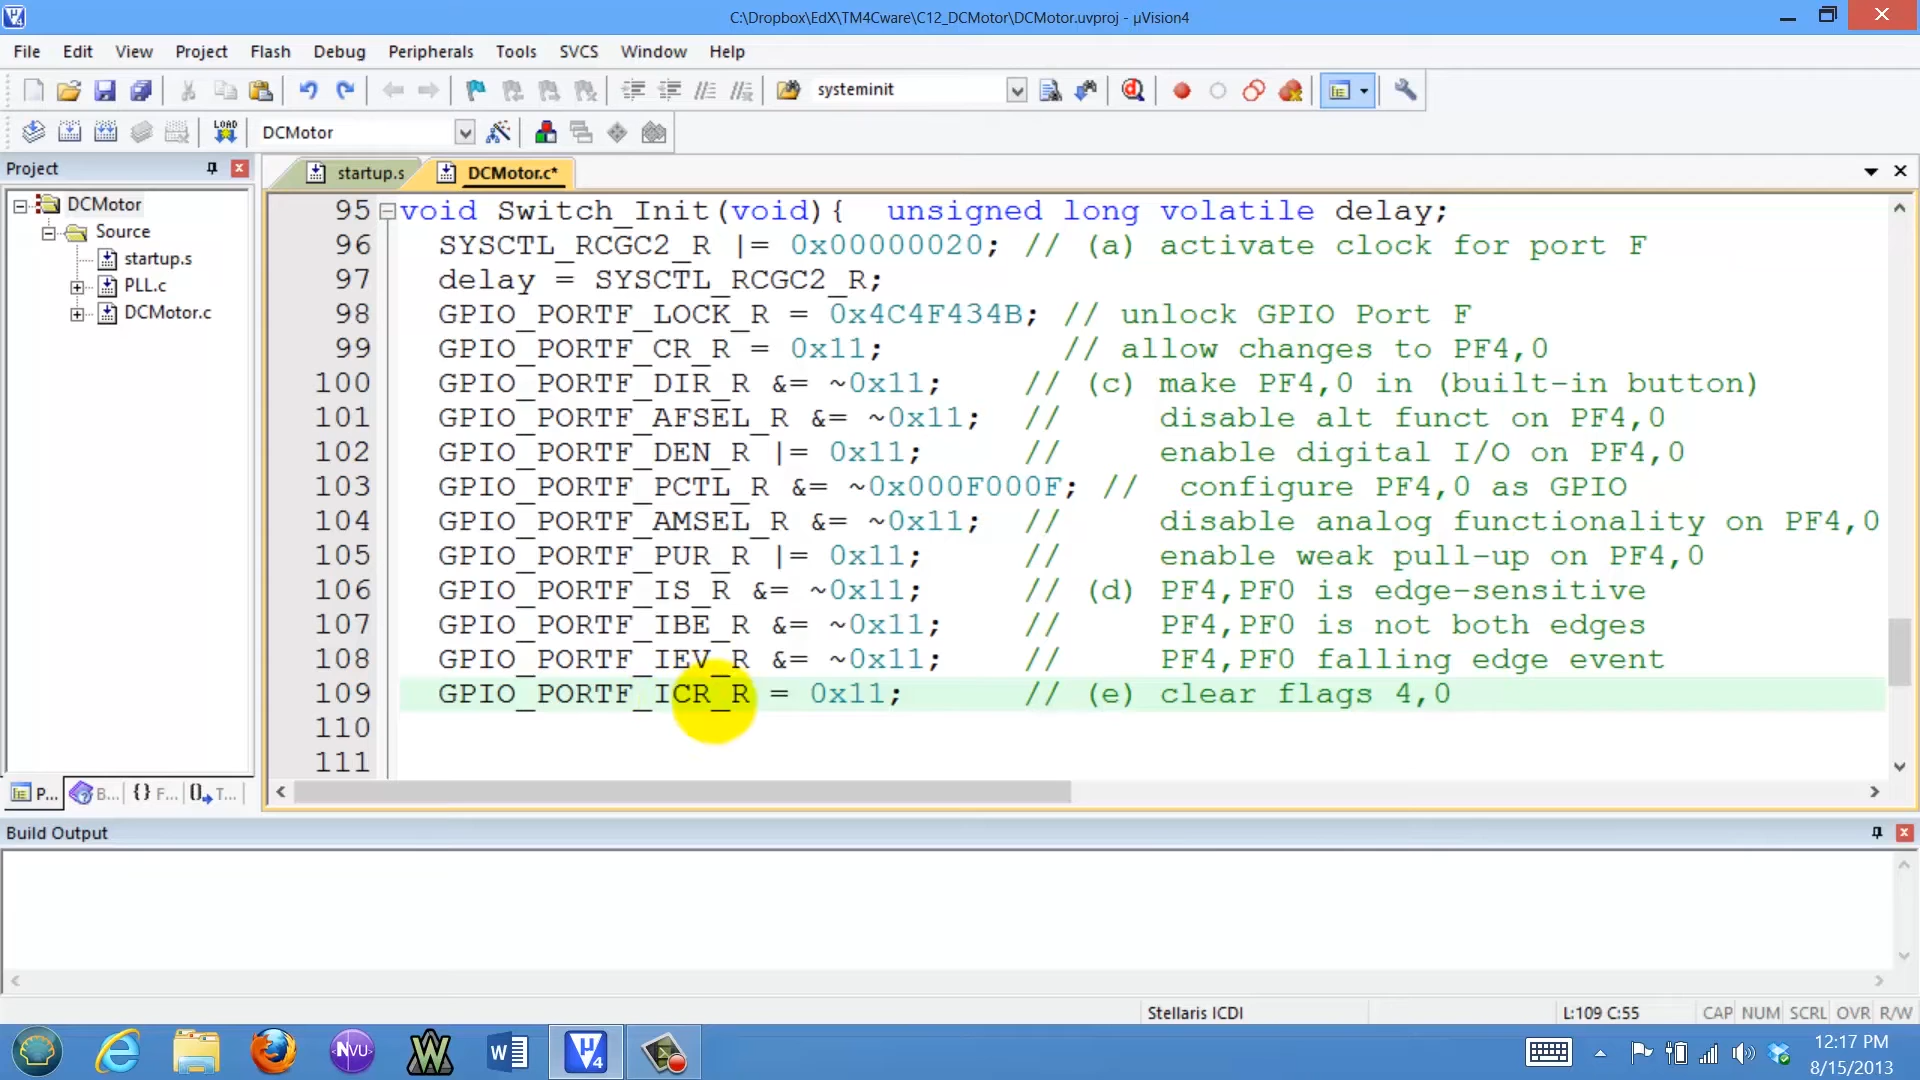 C:\Dropbox\EdX\TM4Cware\C12_DCMotor\DCMotor.uvproj - µVision4
File Edit View Project Flash Debug Peripherals Tools SVCS Window Help
systeminit
LOAD DCMotor
Project
startup.s DCMotor.c*
DCMotor
Source
startup.s
PLL.c
DCMotor.c
95 void Switch_Init(void){  unsigned long volatile delay;
96 SYSCTL_RCGC2_R |= 0x00000020; // (a) activate clock for port F
97 delay = SYSCTL_RCGC2_R;
98 GPIO_PORTF_LOCK_R = 0x4C4F434B; // unlock GPIO Port F
99 GPIO_PORTF_CR_R = 0x11; // allow changes to PF4,0
100 GPIO_PORTF_DIR_R &= ~0x11; // (c) make PF4,0 in (built-in button)
101 GPIO_PORTF_AFSEL_R &= ~0x11; // disable alt funct on PF4,0
102 GPIO_PORTF_DEN_R |= 0x11; // enable digital I/O on PF4,0
103 GPIO_PORTF_PCTL_R &= ~0x000F000F; // configure PF4,0 as GPIO
104 GPIO_PORTF_AMSEL_R &= ~0x11; // disable analog functionality on PF4,0
105 GPIO_PORTF_PUR_R |= 0x11; // enable weak pull-up on PF4,0
106 GPIO_PORTF_IS_R &= ~0x11; // (d) PF4,PF0 is edge-sensitive
107 GPIO_PORTF_IBE_R &= ~0x11; // PF4,PF0 is not both edges
108 GPIO_PORTF_IEV_R &= ~0x11; // PF4,PF0 falling edge event
109 GPIO_PORTF_ICR_R = 0x11; // (e) clear flags 4,0
110
111
P... B... {} F... 0 T...
Build Output
Stellaris ICDI L:109 C:55 CAP NUM SCRL OVR R/W
NVU W W µ4
12:17 PM
8/15/2013